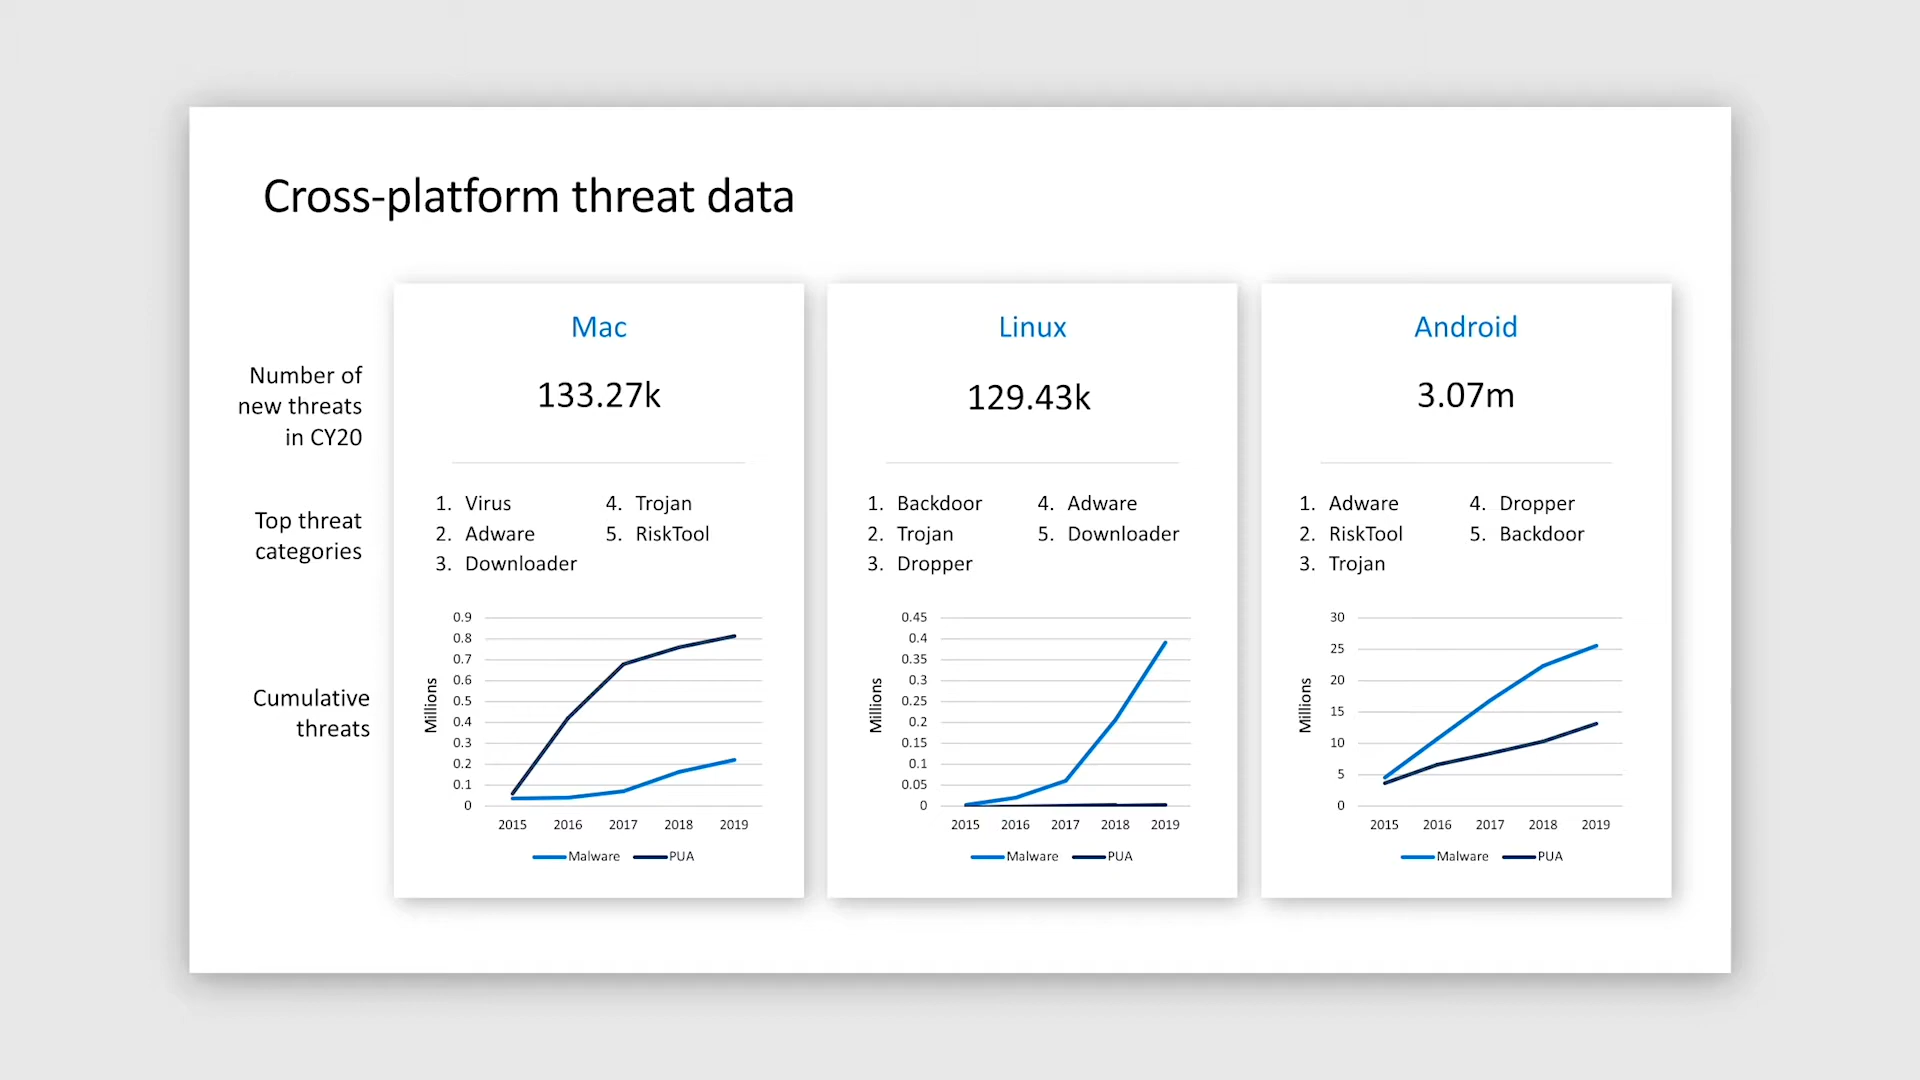 Cross-platform threat data
Number of
new threats
in CY20
Top threat
categories
Cumulative
threats
Mac
133.27k
1. Virus
2. Adware
3. Downloader
4. Trojan
5. RiskTool
Millions
0.9
0.8
0.7
0.6
0.5
0.4
0.3
0.2
0.1
0
2015 2016 2017 2018 2019
Malware PUA
Linux
129.43k
1. Backdoor
2. Trojan
3. Dropper
4. Adware
5. Downloader
Millions
0.45
0.4
0.35
0.3
0.25
0.2
0.15
0.1
0.05
0
2015 2016 2017 2018 2019
Malware PUA
Android
3.07m
1. Adware
2. RiskTool
3. Trojan
4. Dropper
5. Backdoor
Millions
30
25
20
15
10
5
0
2015 2016 2017 2018 2019
Malware PUA